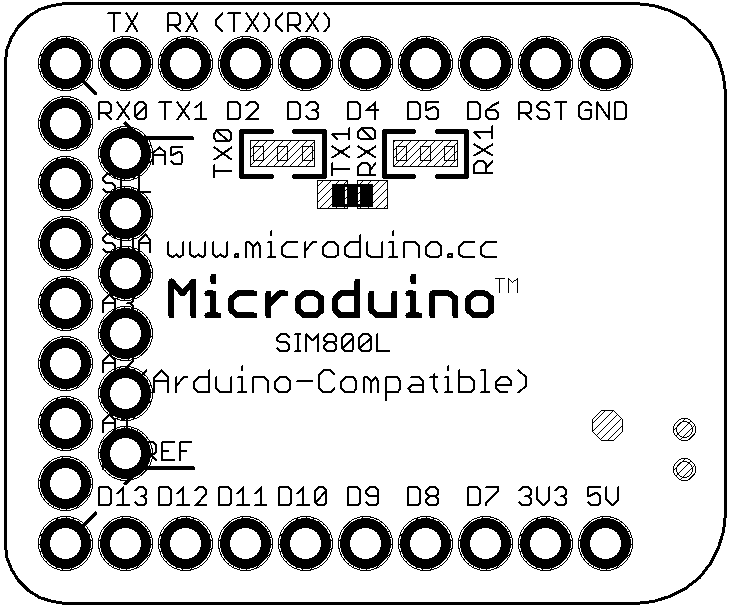 TX RX (TX)(RX)
RX0 TX1 D2 D3 D4 D5 D6 RST GND
TX0 TX1 RX0 RX1
A5
SCL
SDA
www.microduino.cc
Microduino™
A3
SIM800L
A2
(Arduino-Compatible)
A1
D13 D12 D11 D10 D9 D8 D7 3V3 5V